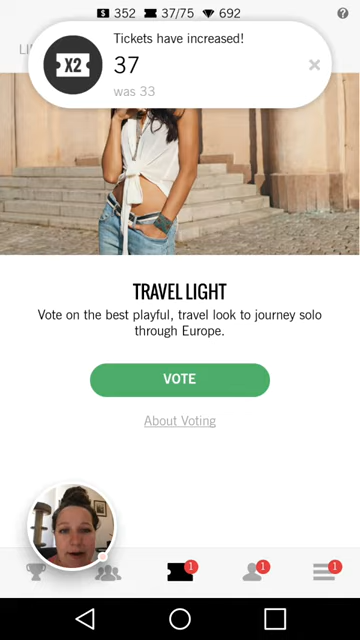 $ 352 37/75 692 ?
Tickets have increased!
X2
37
was 33
LI
TRAVEL LIGHT
Vote on the best playful, travel look to journey solo
through Europe.
VOTE
About Voting
1
1
1